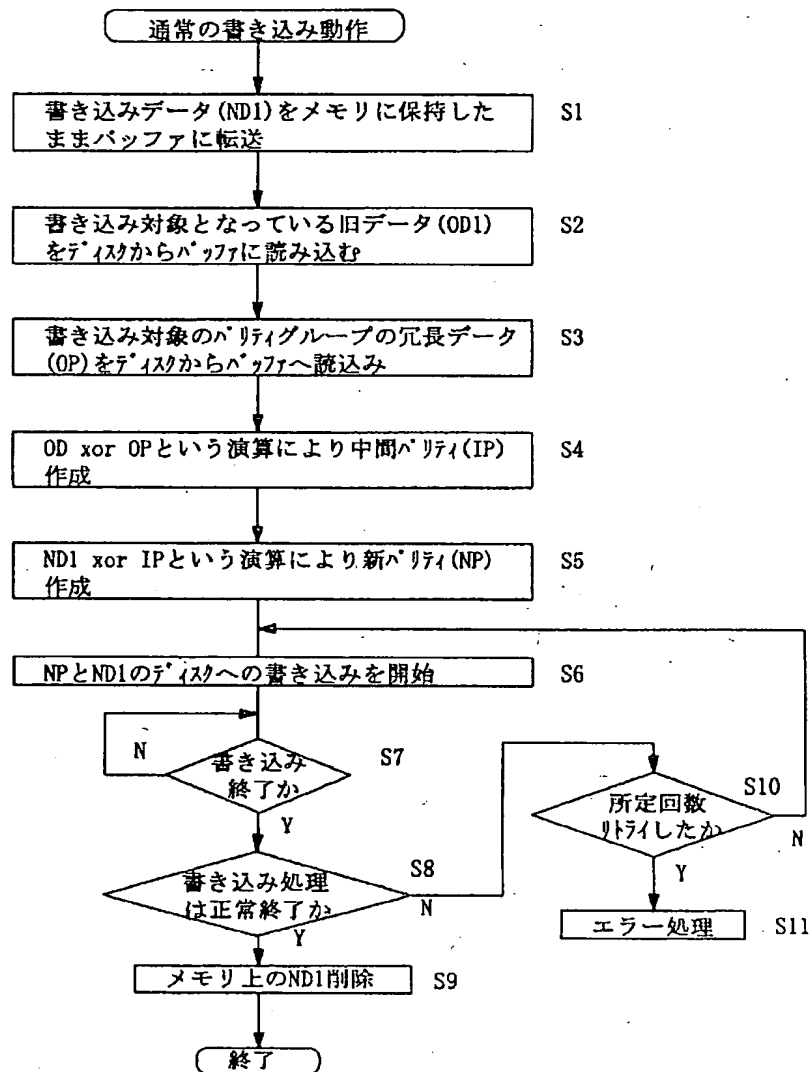 通常の書き込み動作
書き込みデータ(ND1)をメモリに保持した
ままバッファに転送
S1
書き込み対象となっている旧データ(OD1)
をディスクからバッファに読み込む
S2
書き込み対象のパリティグループの冗長データ
(OP)をディスクからバッファへ読込み
S3
OD xor OPという演算により中間パリティ(IP)
作成
S4
ND1 xor IPという演算により新パリティ(NP)
作成
S5
NPとND1のディスクへの書き込みを開始
S6
N
書き込み
終了か
S7
Y
所定回数
リトライしたか
S10
N
Y
書き込み処理
は正常終了か
S8
N
Y
エラー処理
S11
メモリ上のND1削除
S9
終了